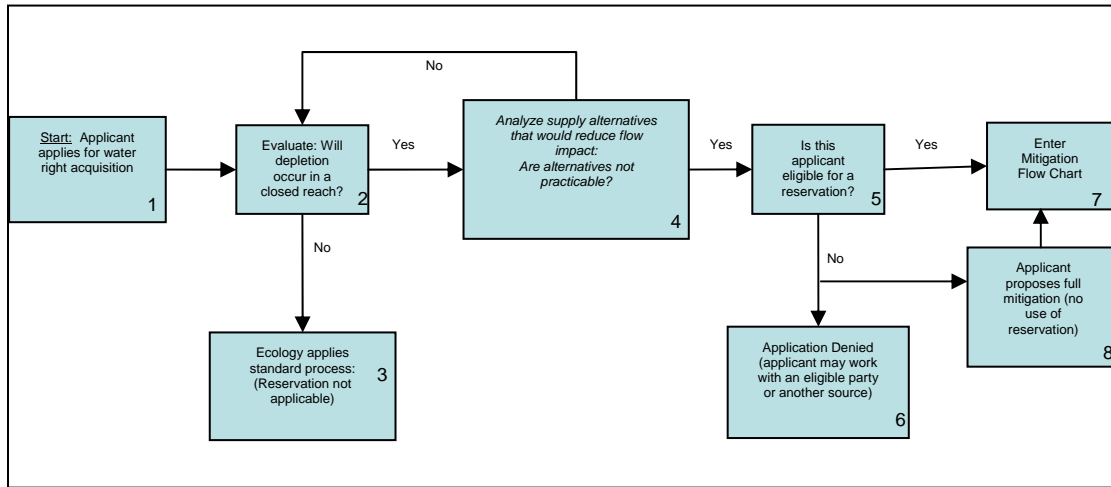 No
Start: Applicant
applies for water
right acquisition
1
Evaluate: Will
depletion
occur in a
closed reach?
2
Yes
Analyze supply alternatives
that would reduce flow
impact:
Are alternatives not
practicable?
4
Yes
Is this
applicant
eligible for a
reservation?
5
Yes
Enter
Mitigation
Flow Chart
7
No
Ecology applies
standard process:
(Reservation not
applicable)
3
No
Application Denied
(applicant may work
with an eligible party
or another source)
6
Applicant
proposes full
mitigation (no
use of
reservation)
8